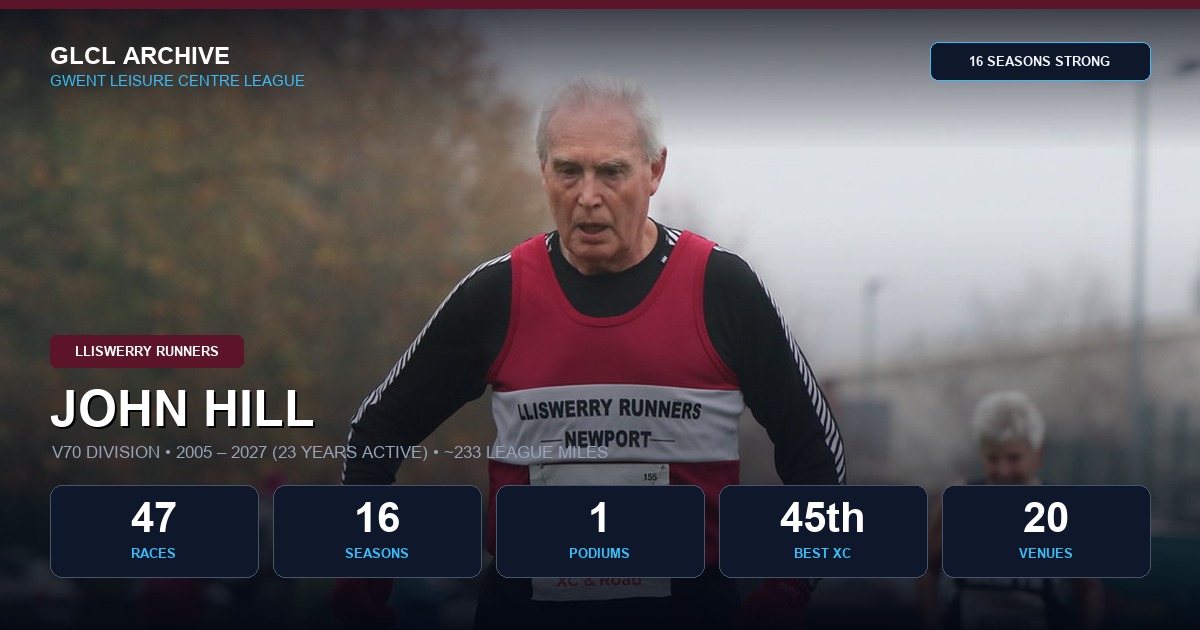 GLCL ARCHIVE
GWENT LEISURE CENTRE LEAGUE
16 SEASONS STRONG
LLISWERRY RUNNERS
JOHN HILL
V70 DIVISION • 2005 – 2027 (23 YEARS ACTIVE) • ~233 LEAGUE MILES
LLISWERRY RUNNERS
NEWPORT
155
47
RACES
16
SEASONS
1
PODIUMS
45th
BEST XC
20
VENUES
XC & Road